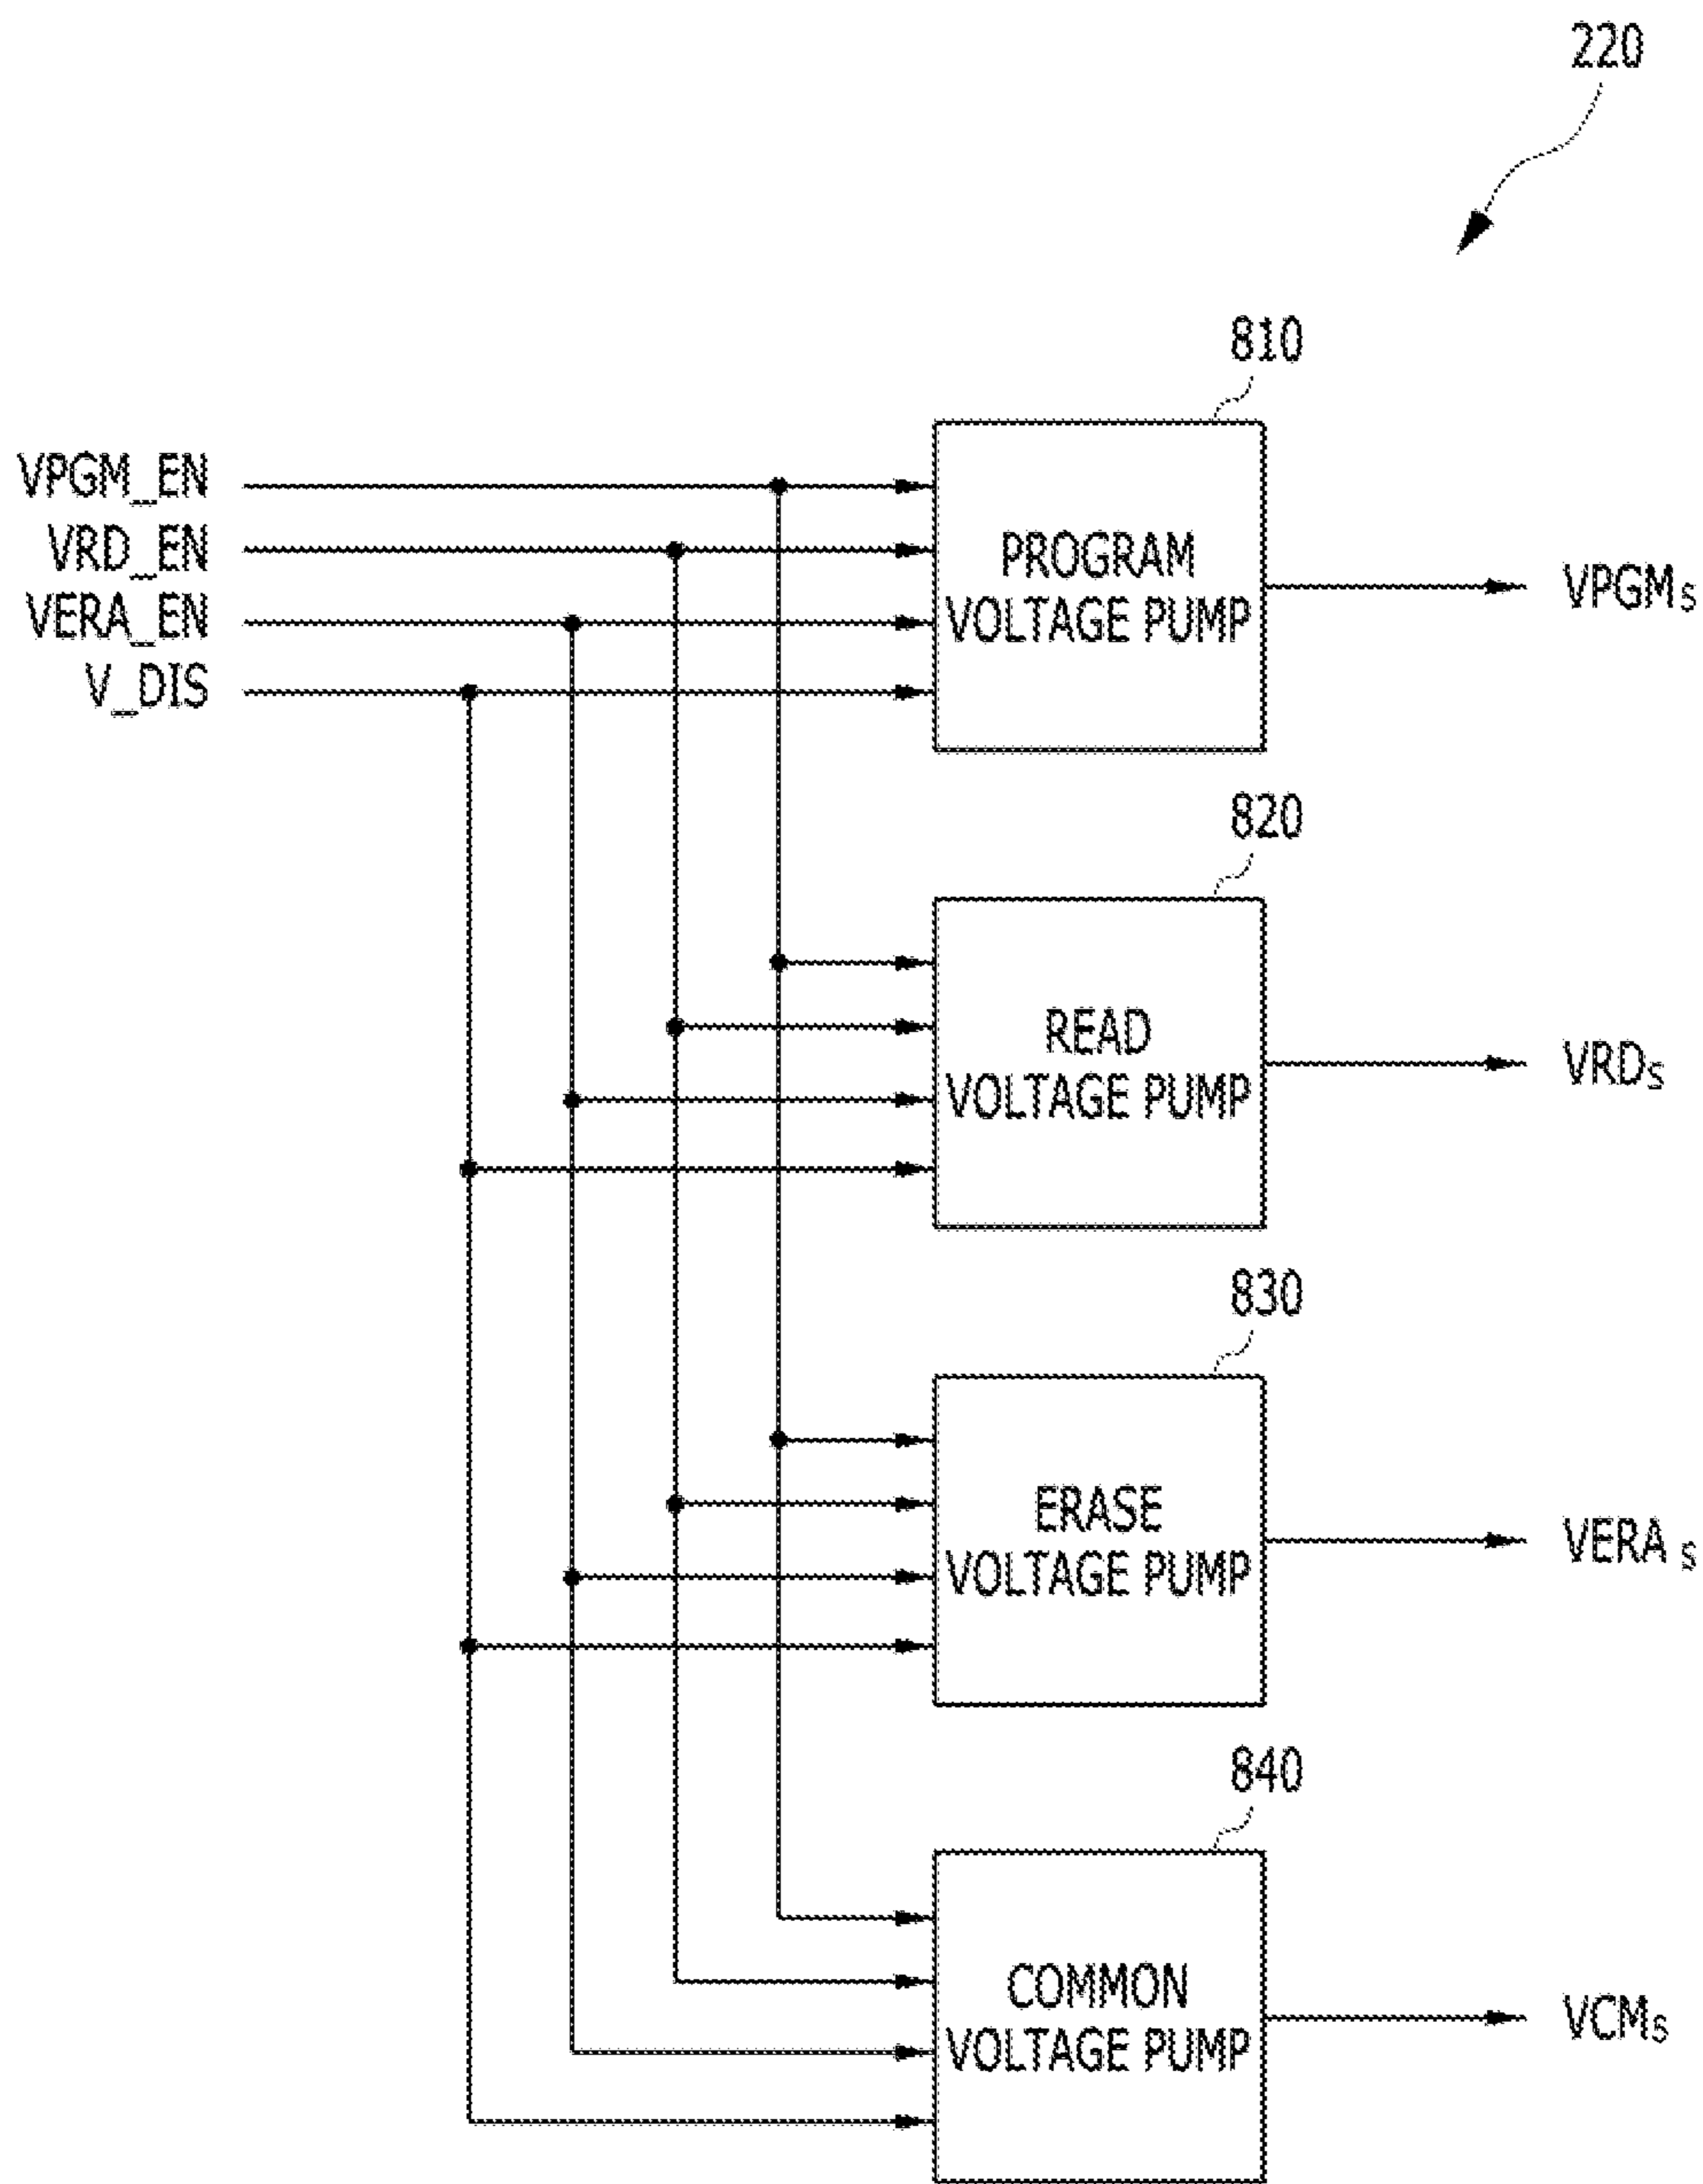 220
810
VPGM_EN
VRD_EN
VERA_EN
V_DIS
PROGRAM
VOLTAGE PUMP
VPGMs
820
READ
VOLTAGE PUMP
VRDs
830
ERASE
VOLTAGE PUMP
VERA s
840
COMMON
VOLTAGE PUMP
VCMs